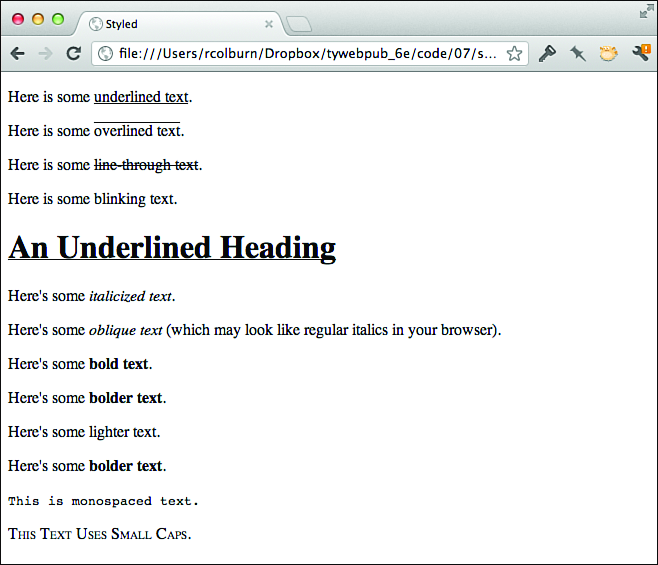 Styled
file:///Users/rcolburn/Dropbox/tywebpub_6e/code/07/s...
Here is some underlined text.
Here is some overlined text.
Here is some line-through text.
Here is some blinking text.
An Underlined Heading
Here's some italicized text.
Here's some oblique text (which may look like regular italics in your browser).
Here's some bold text.
Here's some bolder text.
Here's some lighter text.
Here's some bolder text.
This is monospaced text.
This Text Uses Small Caps.